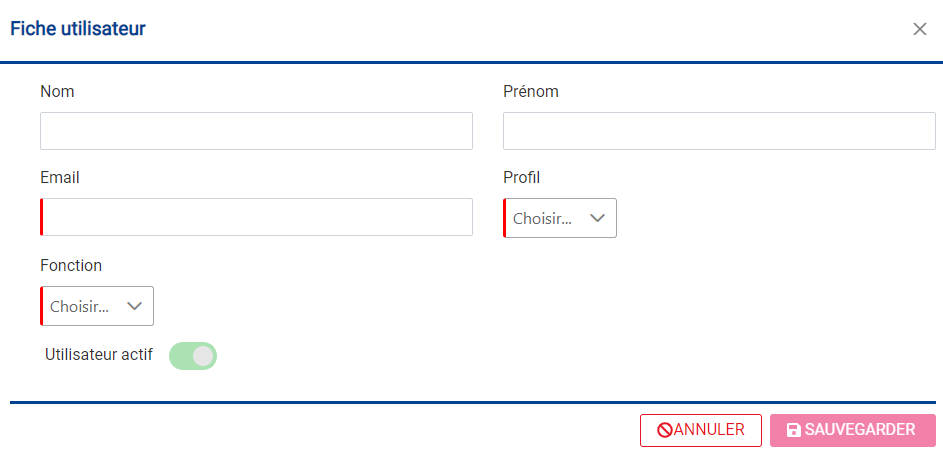 Fiche utilisateur
Nom
Prénom
Email
Profil
Choisir...
Fonction
Choisir...
Utilisateur actif
ANNULER
SAUVEGARDER